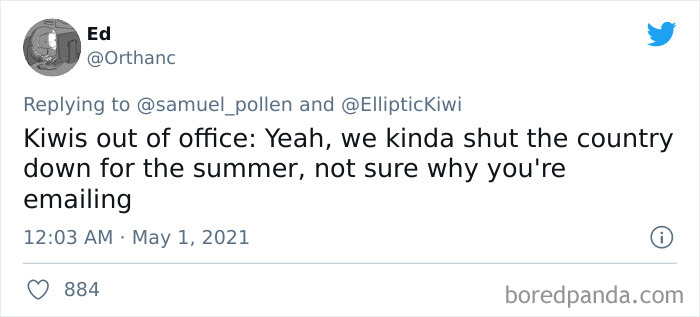 Ed
@Orthanc
Replying to @samuel_pollen and @EllipticKiwi
Kiwis out of office: Yeah, we kinda shut the country
down for the summer, not sure why you're
emailing
12:03 AM · May 1, 2021
884
boredpanda.com